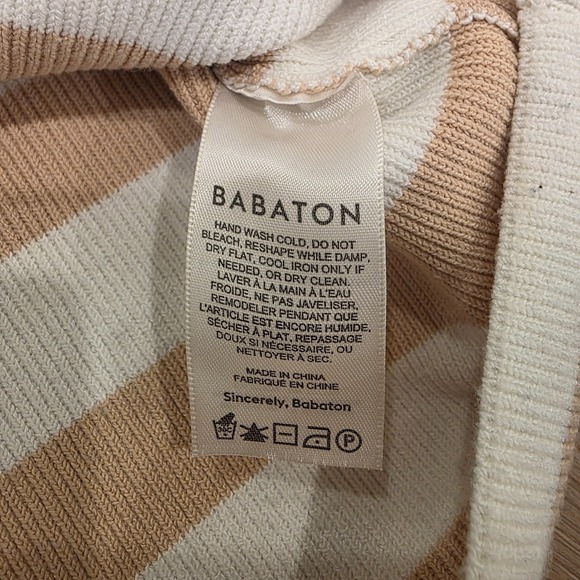 BABATON
HAND WASH COLD, DO NOT
BLEACH, RESHAPE WHILE DAMP,
DRY FLAT, COOL IRON ONLY IF
NEEDED, OR DRY CLEAN.
LAVER À LA MAIN À L'EAU
FROIDE, NE PAS JAVELISER,
REMODELER PENDANT QUE
L'ARTICLE EST ENCORE HUMIDE,
SÉCHER À PLAT, REPASSAGE
DOUX SI NÉCESSAIRE, OU
NETTOYER À SEC.
MADE IN CHINA
FABRIQUÉ EN CHINE
Sincerely, Babaton
30C P